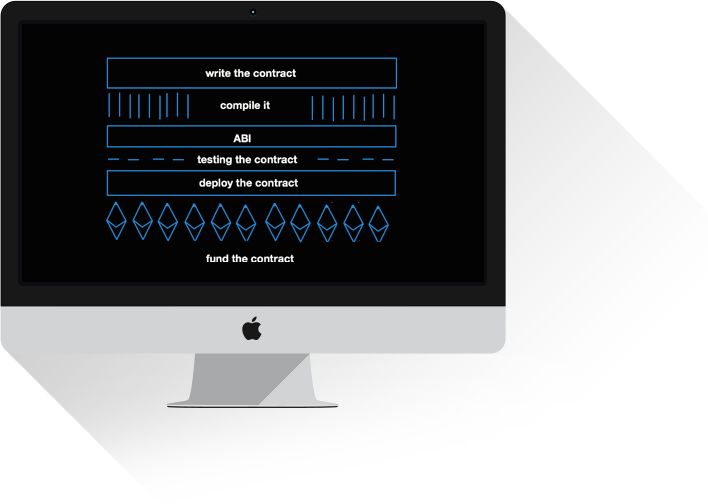 write the contract
compile it
ABI
testing the contract
deploy the contract
fund the contract